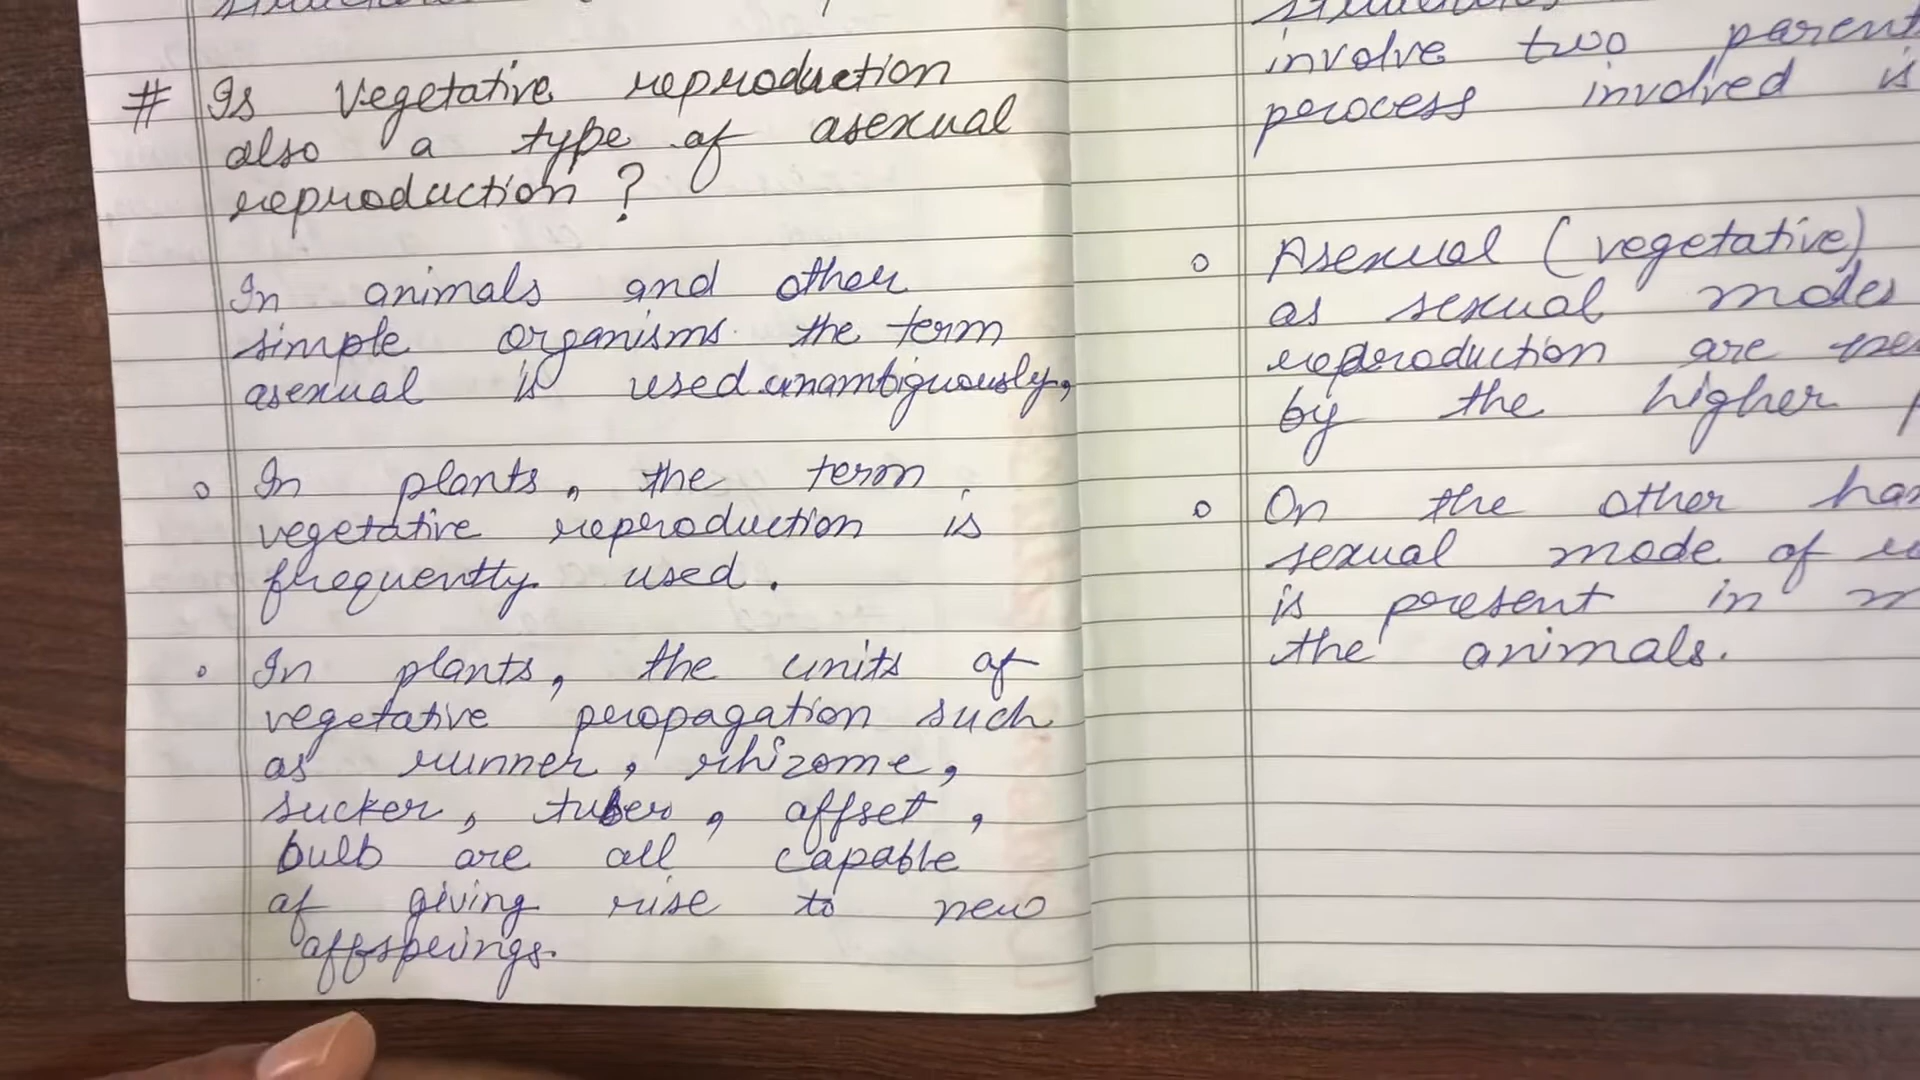 # Is Vegetative reproduction
also a type of asexual
reproduction ?
In animals and other
simple organisms the term
asexual is used unambiguously,
o In plants, the term
vegetative reproduction is
frequently used.
o In plants, the units of
vegetative propagation such
as runner, rhizome,
sucker, tuber, offset,
bulb are all capable
of giving rise to new
offsprings.
involve two parent
process involved is
o Asexual (vegetative)
as sexual modes
reproduction are
by the higher
o On the other
sexual mode of
is present in
the animals.